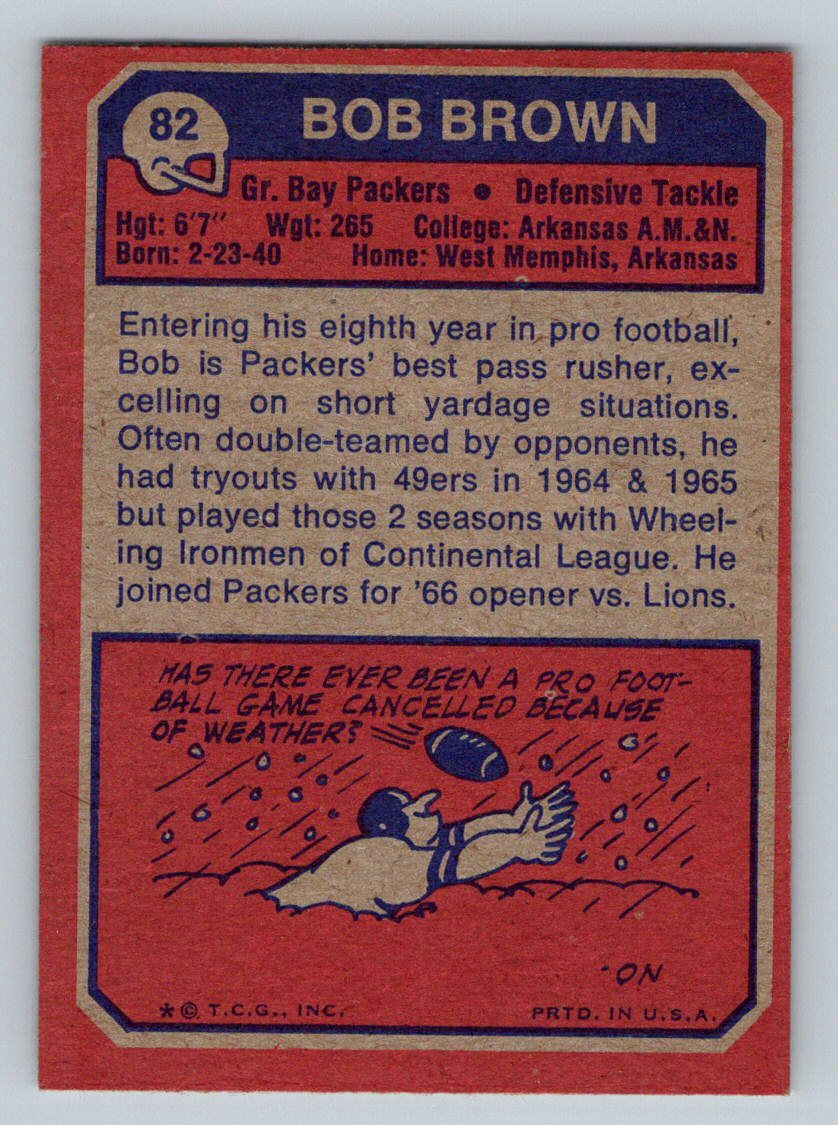 82
BOB BROWN
Gr. Bay Packers • Defensive Tackle
Hgt: 6'7" Wgt: 265 College: Arkansas A.M.&N.
Born: 2-23-40 Home: West Memphis, Arkansas
Entering his eighth year in pro football,
Bob is Packers' best pass rusher, ex-
celling on short yardage situations.
Often double-teamed by opponents, he
had tryouts with 49ers in 1964 & 1965
but played those 2 seasons with Wheel-
ing Ironmen of Continental League. He
joined Packers for '66 opener vs. Lions.
HAS THERE EVER BEEN A PRO FOOT-
BALL GAME CANCELLED BECAUSE
OF WEATHER?
·ON
* © T.C.G., INC. PRTD. IN U.S.A.